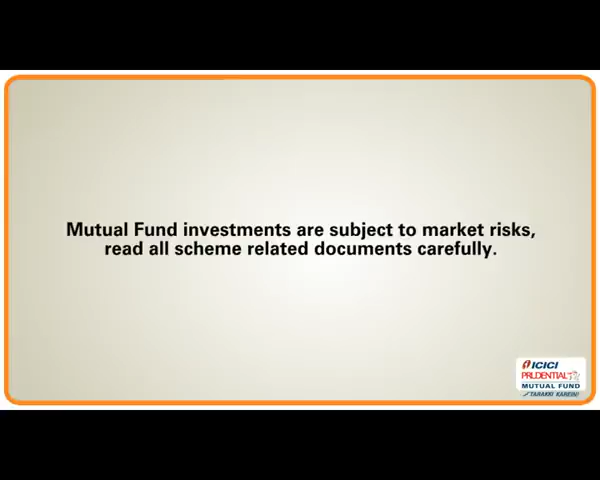 Mutual Fund investments are subject to market risks,
read all scheme related documents carefully.
ICICI
PRUDENTIAL
MUTUAL FUND
TARAKKI KAREIN!